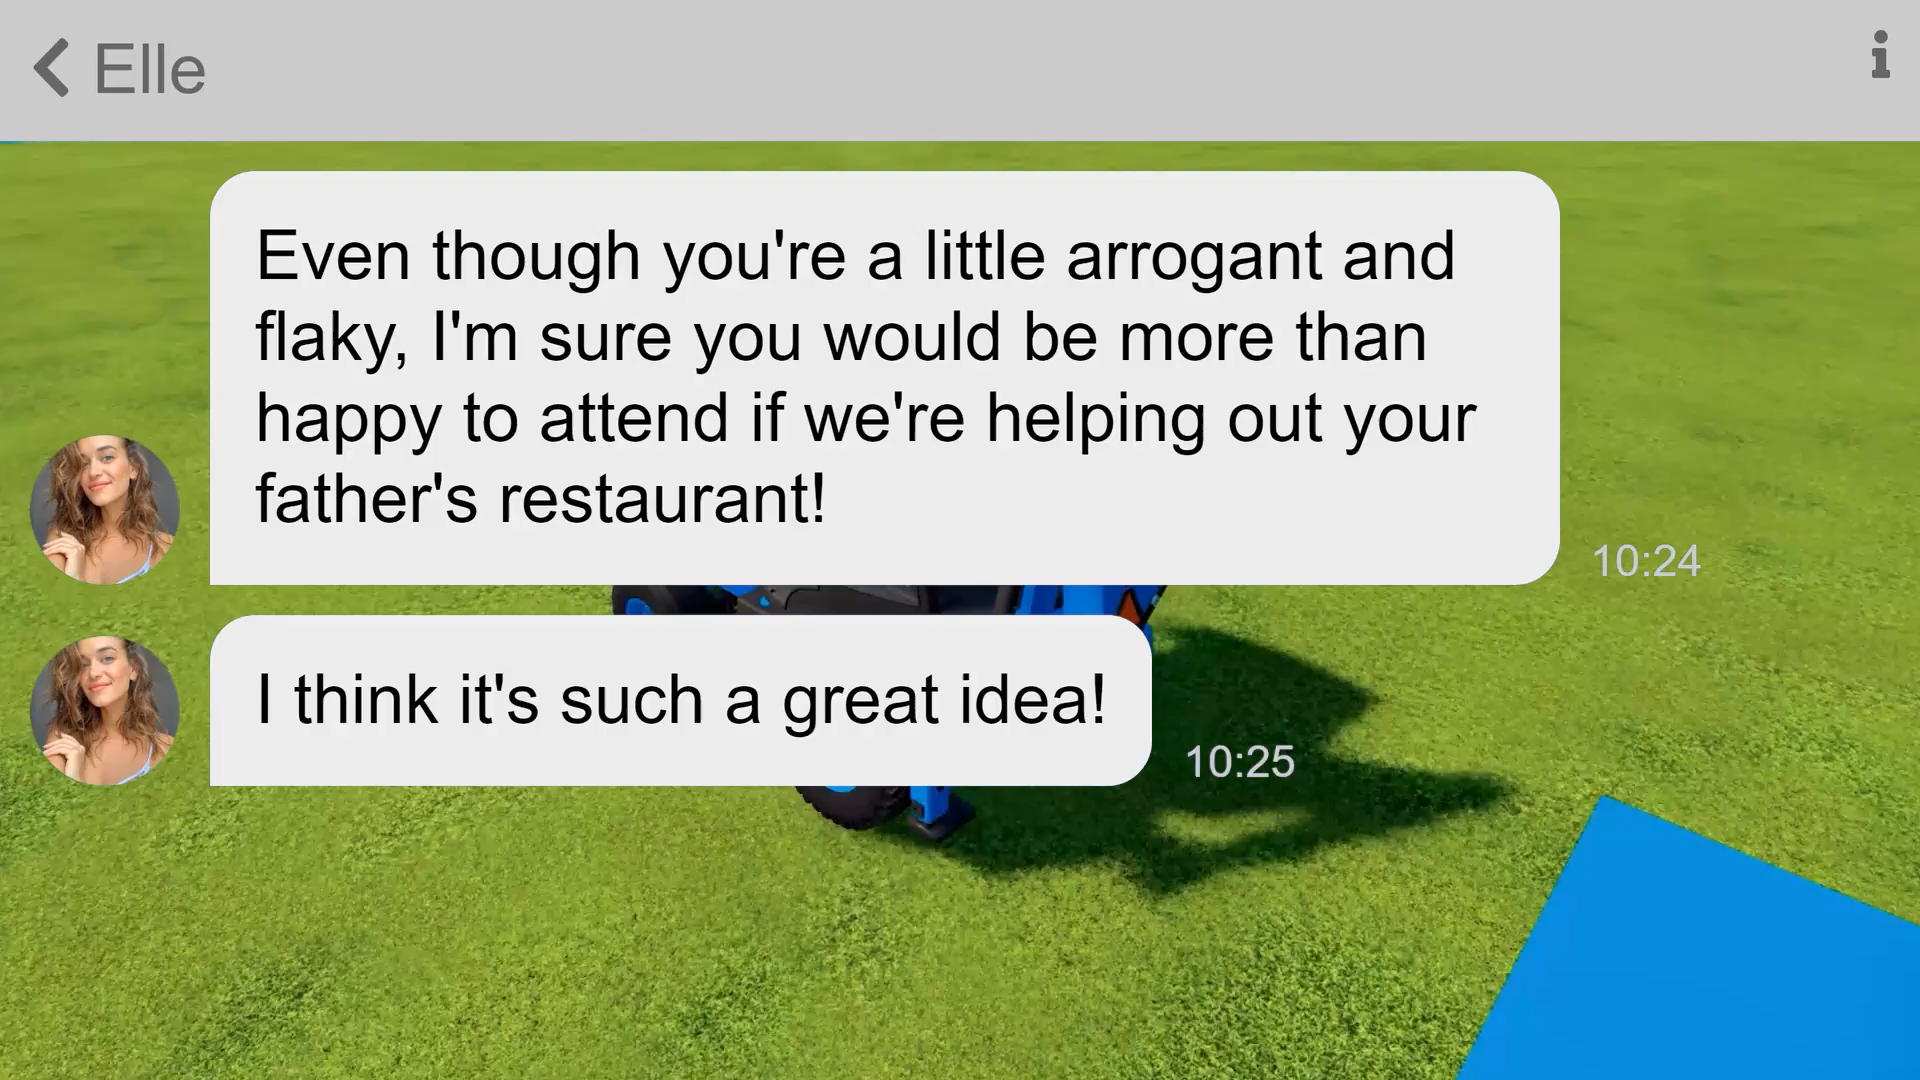 Elle
Even though you're a little arrogant and
flaky, I'm sure you would be more than
happy to attend if we're helping out your
father's restaurant!
10:24
I think it's such a great idea!
10:25